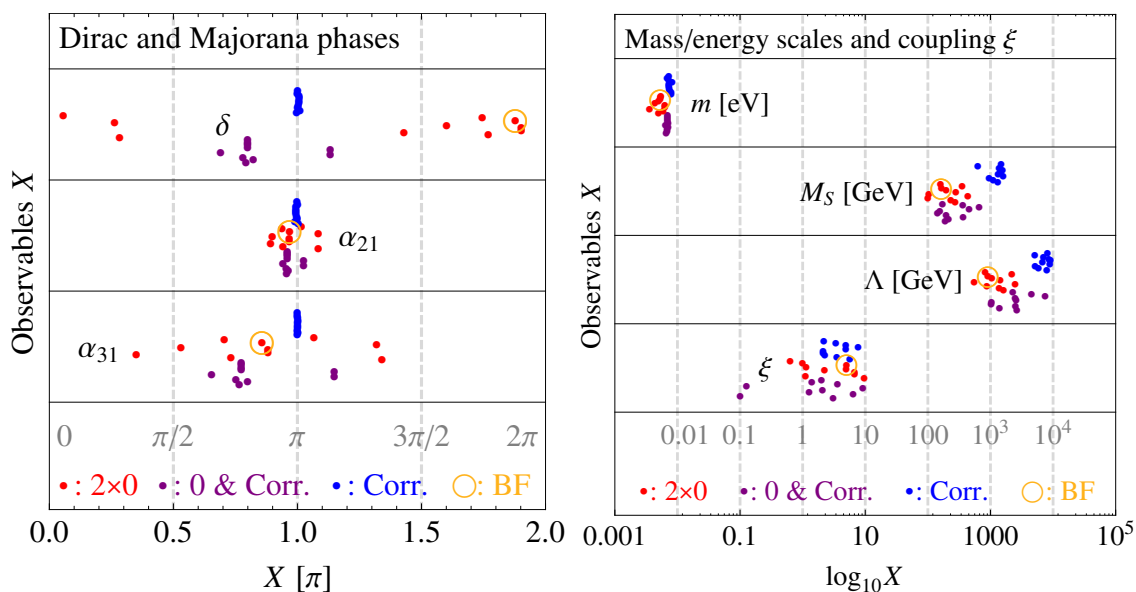 Dirac and Majorana phases
δ
α21
α31
0 π/2 π 3π/2 2π
: 2×0 : 0 & Corr. : Corr. : BF
0.0 0.5 1.0 1.5 2.0
X [π]
Observables X
Mass/energy scales and coupling ξ
m [eV]
MS [GeV]
Λ [GeV]
ξ
0.01 0.1 1 10 100 1000 10⁴
: 2×0 : 0 & Corr. : Corr. : BF
0.001 0.1 10 1000 10⁵
log₁₀X
Observables X